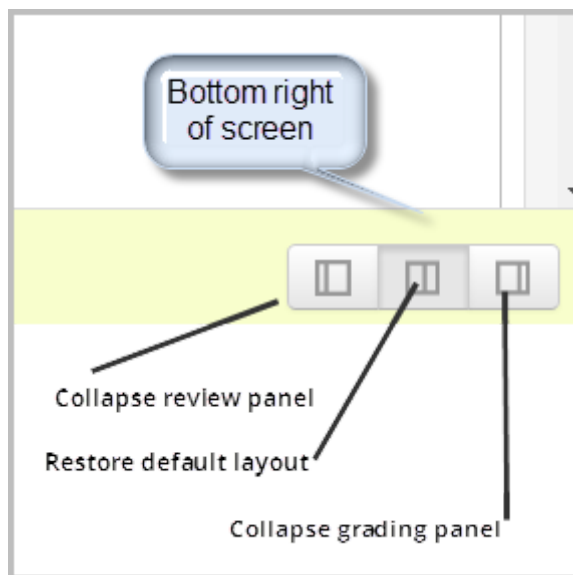 Bottom right
of screen
Collapse review panel
Restore default layout
Collapse grading panel